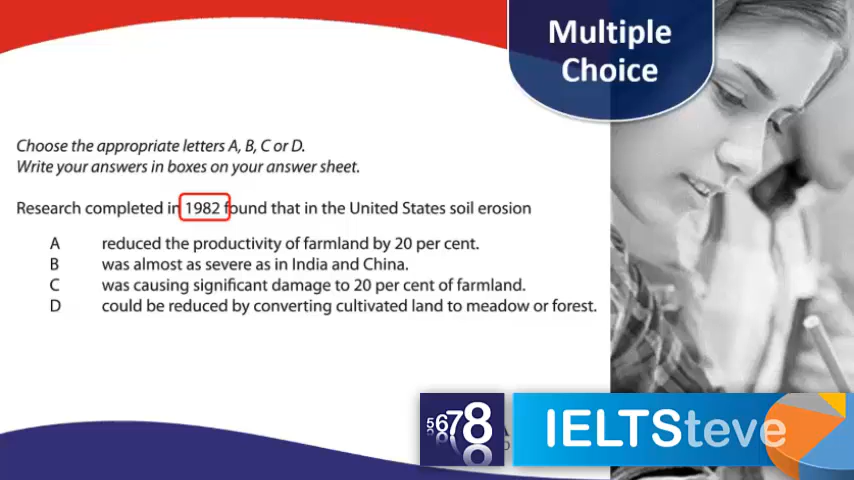 Multiple
Choice
Choose the appropriate letters A, B, C or D.
Write your answers in boxes on your answer sheet.
Research completed in 1982 found that in the United States soil erosion
A reduced the productivity of farmland by 20 per cent.
B was almost as severe as in India and China.
C was causing significant damage to 20 per cent of farmland.
D could be reduced by converting cultivated land to meadow or forest.
5678
IELTSteve